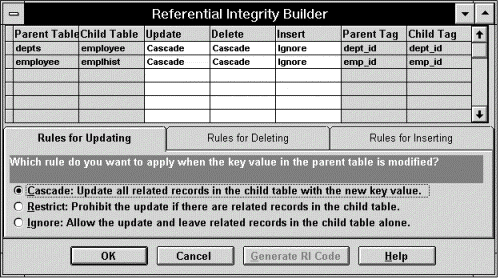 Referential Integrity Builder
Parent Table Child Table Update Delete Insert Parent Tag Child Tag
depts employee Cascade Cascade Ignore dept_id dept_id
employee emplhist Cascade Cascade Ignore emp_id emp_id
Rules for Updating Rules for Deleting Rules for Inserting
Which rule do you want to apply when the key value in the parent table is modified?
Cascade: Update all related records in the child table with the new key value.
Restrict: Prohibit the update if there are related records in the child table.
Ignore: Allow the update and leave related records in the child table alone.
OK Cancel Generate RI Code Help